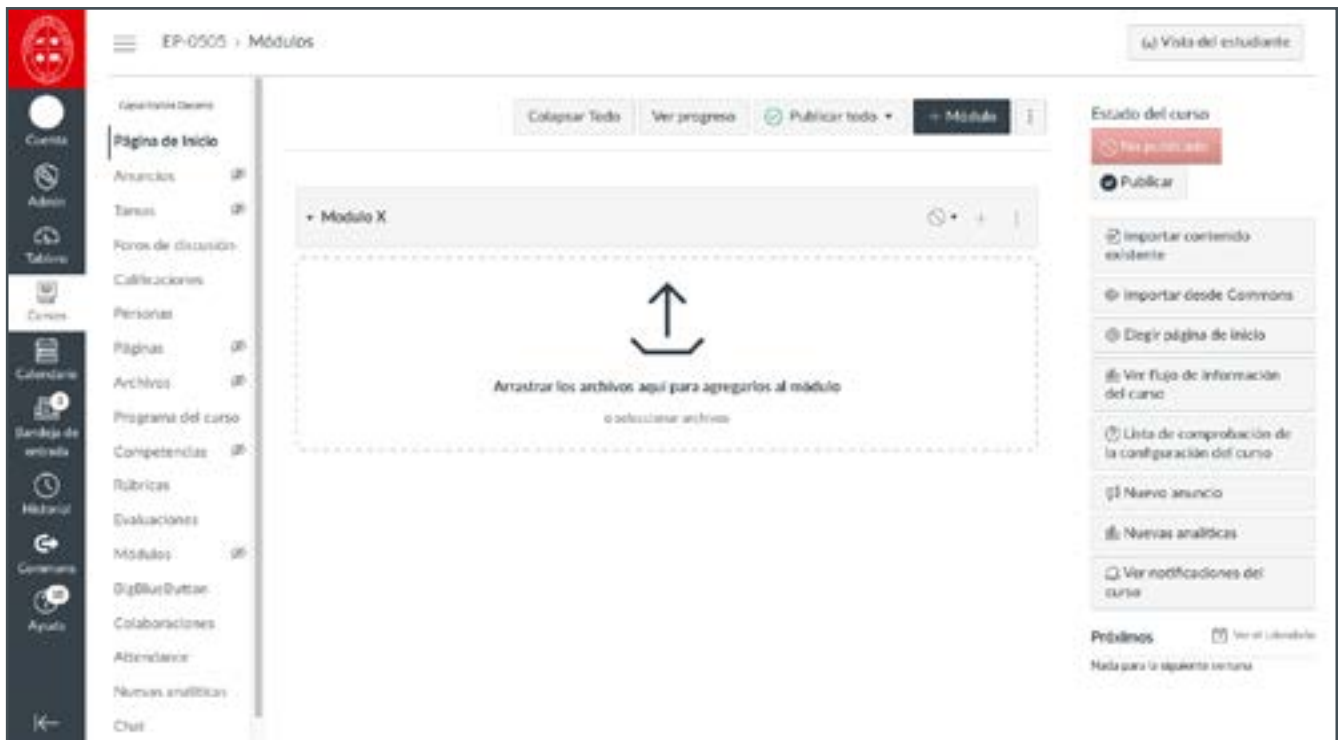 EP-0505 › Módulos
Vista del estudiante
Cuenta
Admin
Tablero
Cursos
Calendario
Bandeja de
entrada
Historial
Commons
Ayuda
Página de Inicio
Anuncios
Tareas
Foros de discusión
Calificaciones
Personas
Páginas
Archivos
Programa del curso
Competencias
Rúbricas
Evaluaciones
Módulos
BigBlueButton
Colaboraciones
Attendance
Nuevas analíticas
Chat
Colapsar Todo
Ver progreso
Publicar todo
+ Módulo
Modulo X
Arrastrar los archivos aquí para agregarlos al módulo
o seleccionar archivos
Estado del curso
No publicado
Publicar
Importar contenido
existente
Importar desde Commons
Elegir página de inicio
Ver flujo de información
del curso
Lista de comprobación de
la configuración del curso
Nuevo anuncio
Nuevas analíticas
Ver notificaciones del
curso
Próximos
Ver el calendario
Nada para la siguiente semana